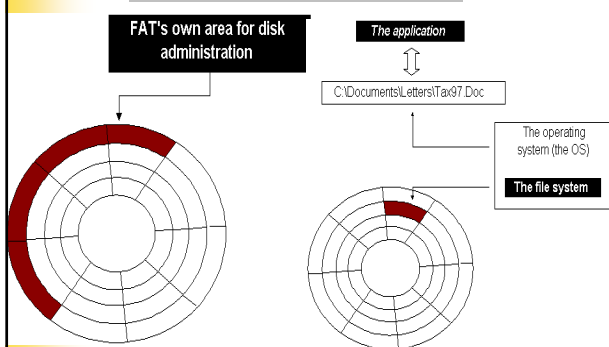 FAT's own area for disk
administration
The application
C:\Documents\Letters\Tax97.Doc
The operating
system (the OS)
The file system